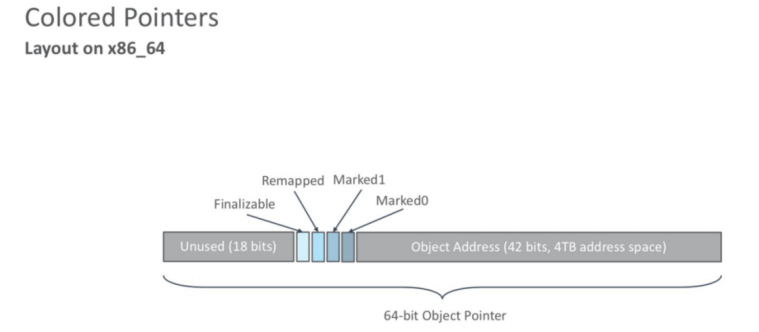 Colored Pointers
Layout on x86_64
Remapped Marked1
Finalizable
Marked0
Unused (18 bits)
Object Address (42 bits, 4TB address space)
64-bit Object Pointer